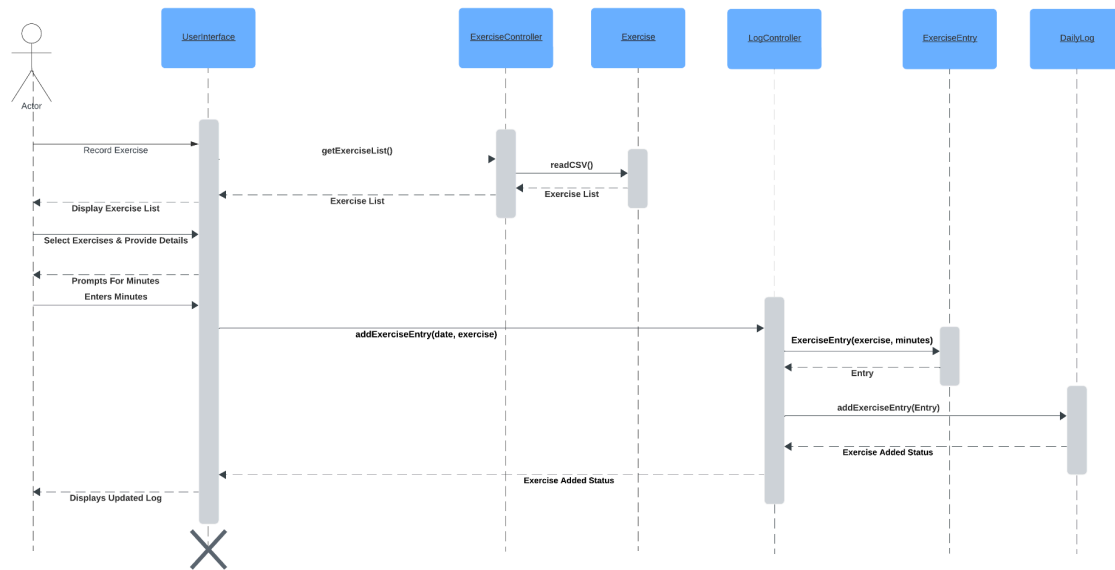 UserInterface
ExerciseController
Exercise
LogController
ExerciseEntry
DailyLog
Actor
Record Exercise
getExerciseList()
readCSV()
Exercise List
Exercise List
Display Exercise List
Select Exercises & Provide Details
Prompts For Minutes
Enters Minutes
addExerciseEntry(date, exercise)
ExerciseEntry(exercise, minutes)
Entry
addExerciseEntry(Entry)
Exercise Added Status
Exercise Added Status
Displays Updated Log